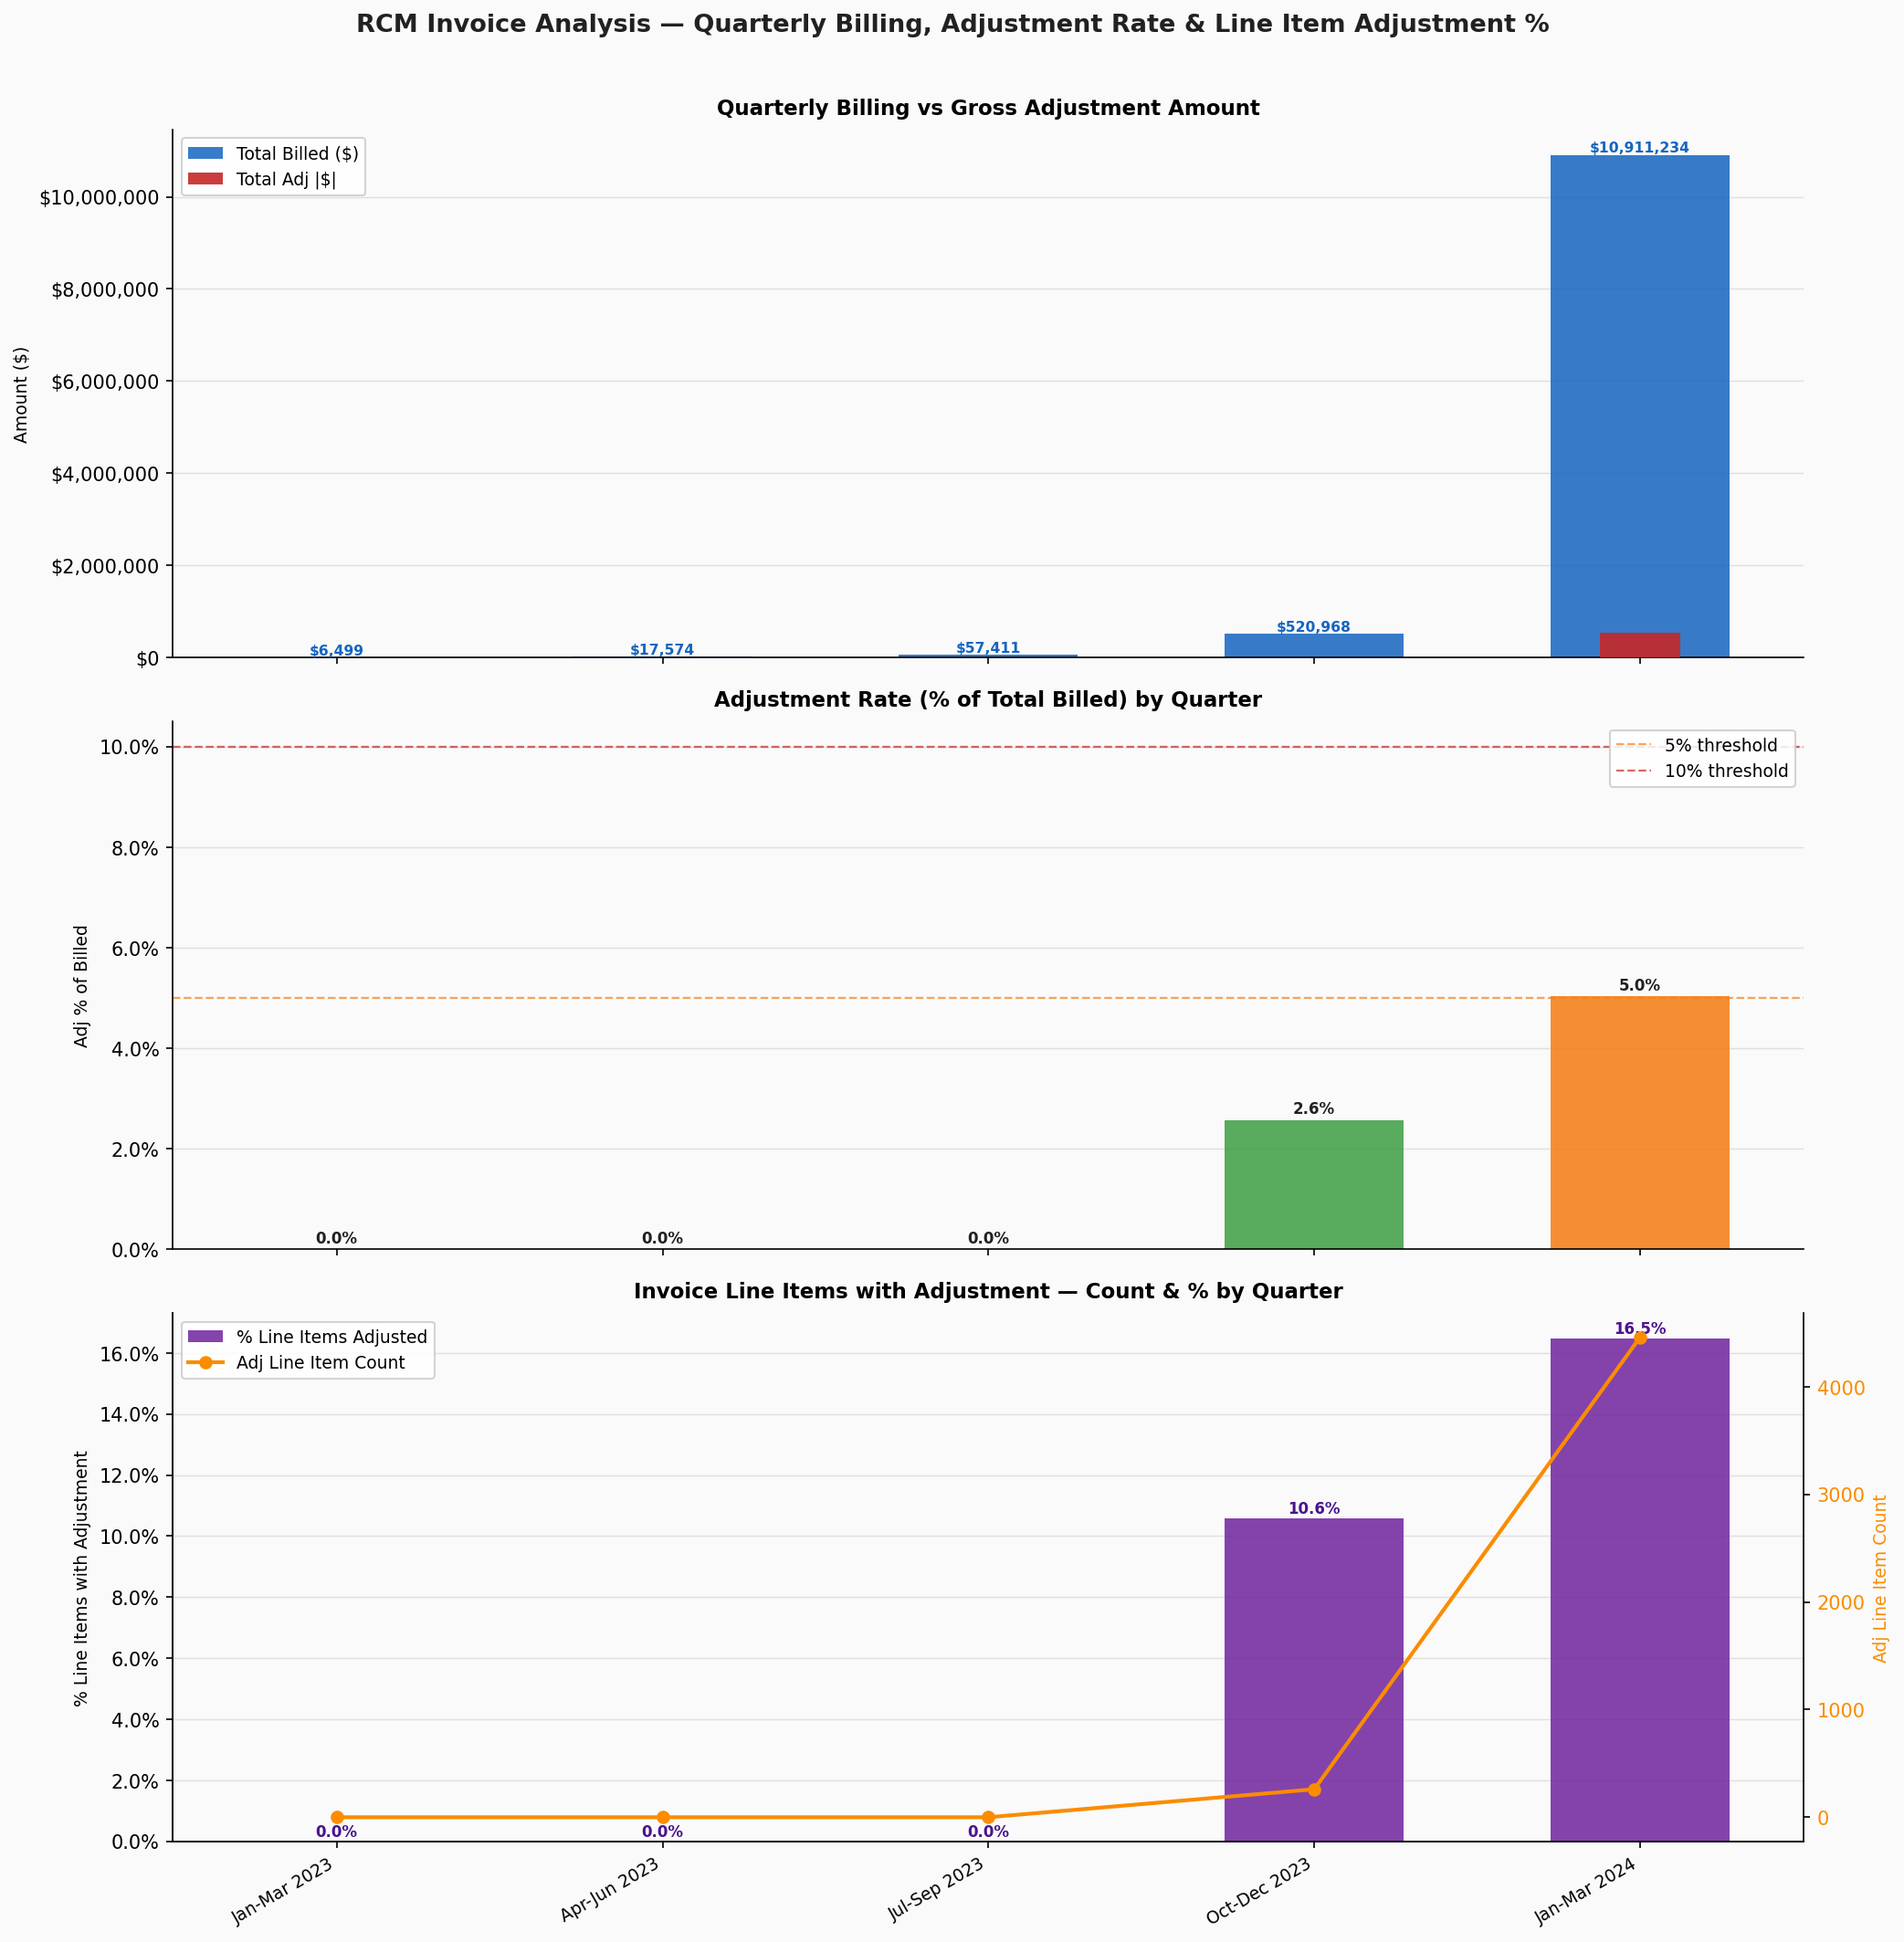 RCM Invoice Analysis — Quarterly Billing, Adjustment Rate & Line Item Adjustment %
Quarterly Billing vs Gross Adjustment Amount
Total Billed ($)
Total Adj |$|
Amount ($)
$10,000,000
$8,000,000
$6,000,000
$4,000,000
$2,000,000
$0
$6,499
$17,574
$57,411
$520,968
$10,911,234
Adjustment Rate (% of Total Billed) by Quarter
5% threshold
10% threshold
Adj % of Billed
10.0%
8.0%
6.0%
4.0%
2.0%
0.0%
0.0%
0.0%
0.0%
2.6%
5.0%
Invoice Line Items with Adjustment — Count & % by Quarter
% Line Items Adjusted
Adj Line Item Count
% Line Items with Adjustment
16.0%
14.0%
12.0%
10.0%
8.0%
6.0%
4.0%
2.0%
0.0%
0.0%
0.0%
0.0%
10.6%
16.5%
4000
3000
2000
1000
0
Adj Line Item Count
Jan-Mar 2023
Apr-Jun 2023
Jul-Sep 2023
Oct-Dec 2023
Jan-Mar 2024